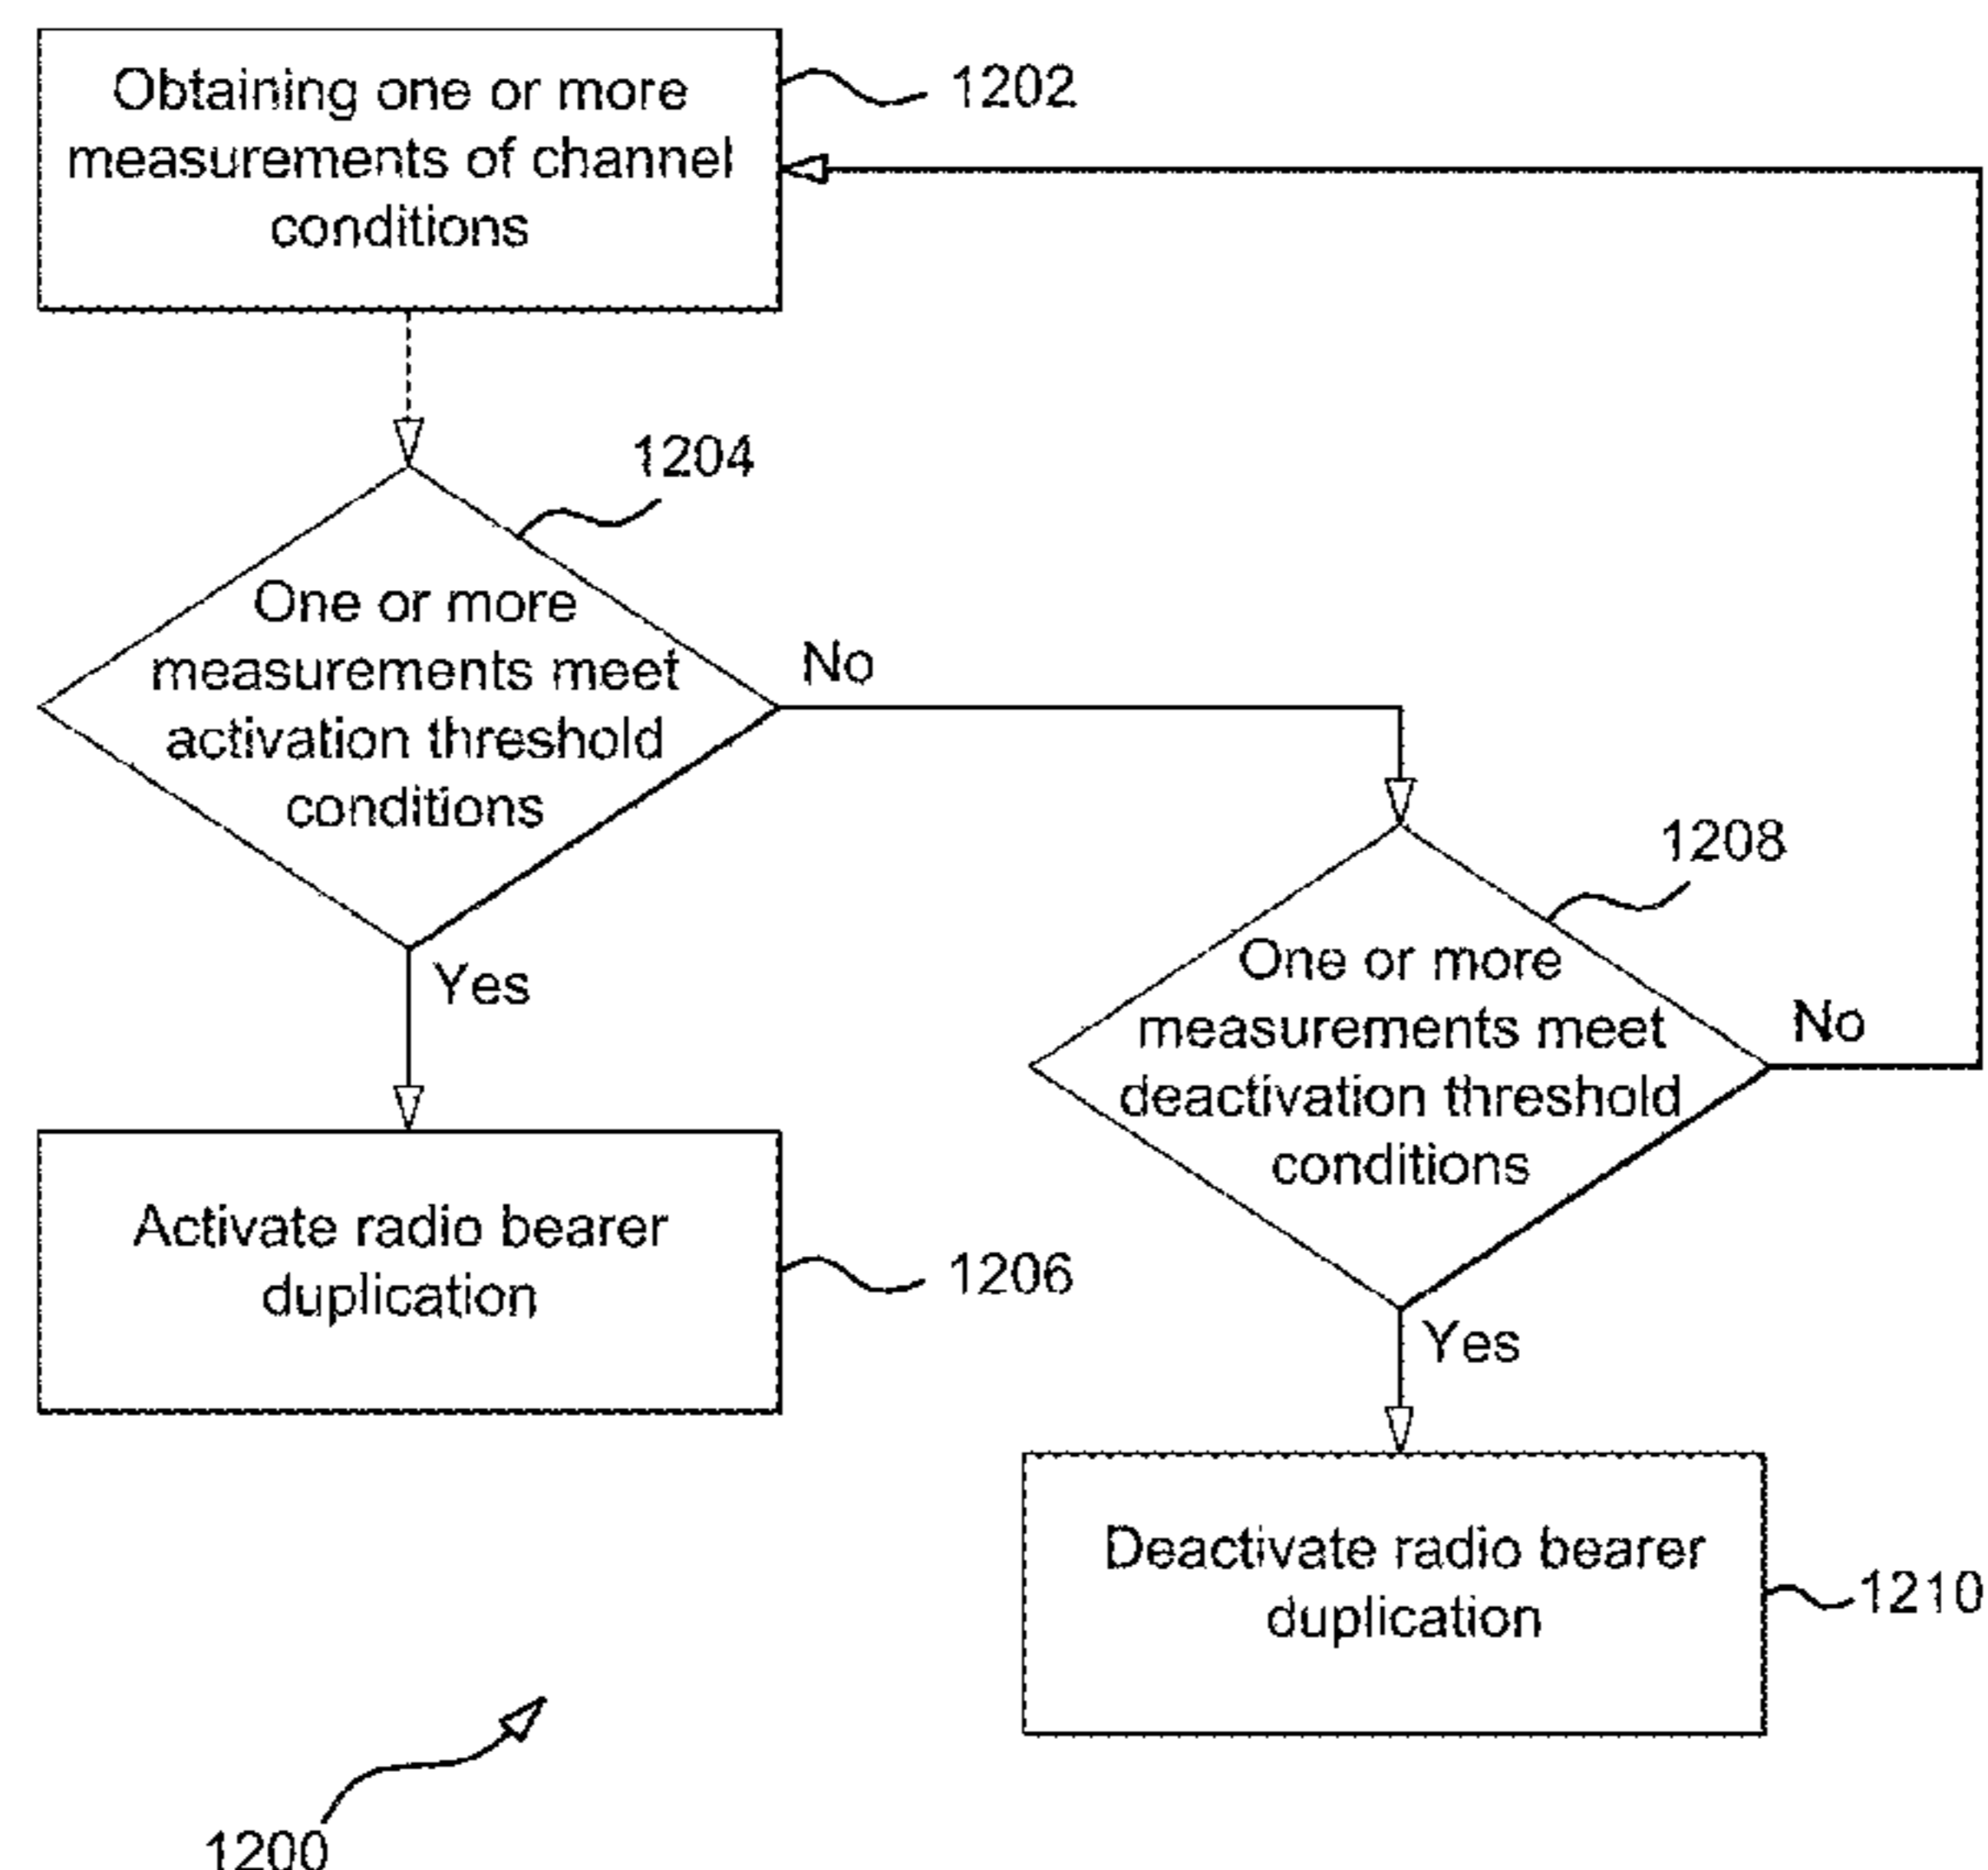 Obtaining one or more
measurements of channel
conditions
1202
1204
One or more
measurements meet
activation threshold
conditions
No
Yes
1208
One or more
measurements meet
deactivation threshold
conditions
No
Yes
Activate radio bearer
duplication
1206
Deactivate radio bearer
duplication
1210
1200